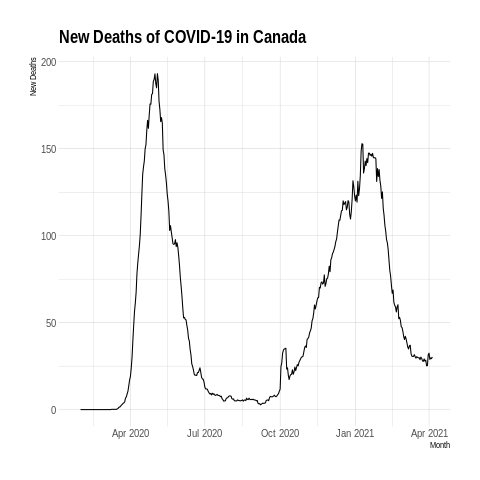 New Deaths of COVID-19 in Canada
New Deaths
200
150
100
50
0
Apr 2020 Jul 2020 Oct 2020 Jan 2021 Apr 2021
Month